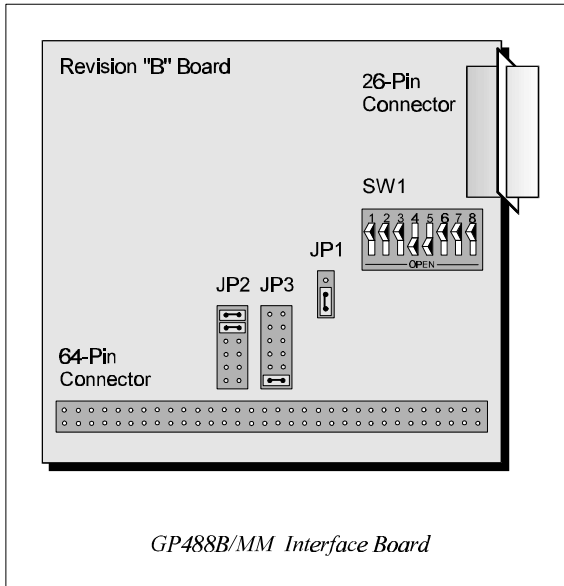 Revision "B" Board
26-Pin
Connector
SW1
1 2 3 4 5 6 7 8
OPEN
JP1
JP2 JP3
64-Pin
Connector
GP488B/MM Interface Board